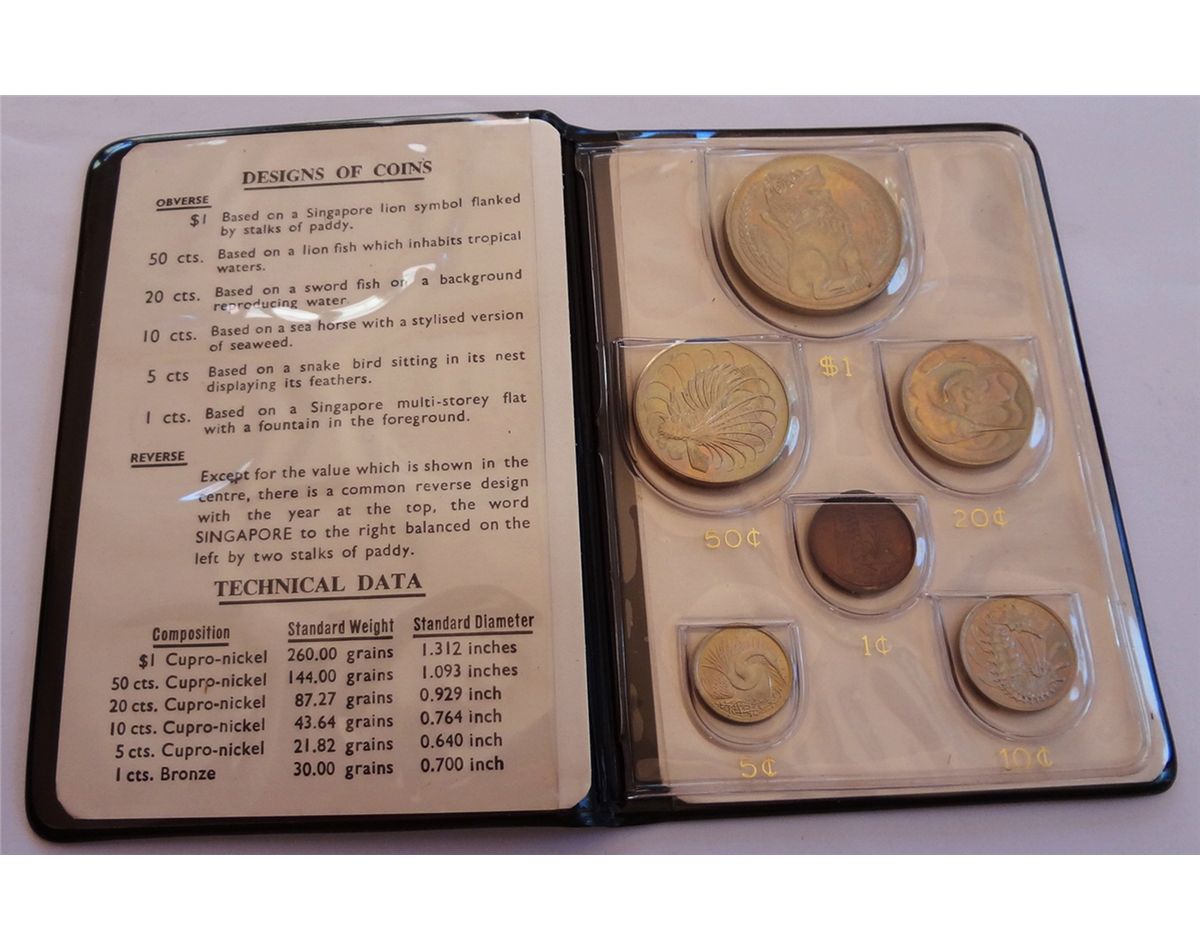 DESIGNS OF COINS
OBVERSE
$1 Based on a Singapore lion symbol flanked
by stalks of paddy.
50 cts. Based on a lion fish which inhabits tropical
waters.
20 cts. Based on a sword fish on a background
reproducing water.
10 cts. Based on a sea horse with a stylised version
of seaweed.
5 cts Based on a snake bird sitting in its nest
displaying its feathers.
1 cts. Based on a Singapore multi-storey flat
with a fountain in the foreground.
REVERSE
Except for the value which is shown in the
centre, there is a common reverse design
with the year at the top, the word
SINGAPORE to the right balanced on the
left by two stalks of paddy.
TECHNICAL DATA
Composition Standard Weight Standard Diameter
$1 Cupro-nickel 260.00 grains 1.312 inches
50 cts. Cupro-nickel 144.00 grains 1.093 inches
20 cts. Cupro-nickel 87.27 grains 0.929 inch
10 cts. Cupro-nickel 43.64 grains 0.764 inch
5 cts. Cupro-nickel 21.82 grains 0.640 inch
1 cts. Bronze 30.00 grains 0.700 inch
$1
50¢
20¢
1¢
5¢
10¢